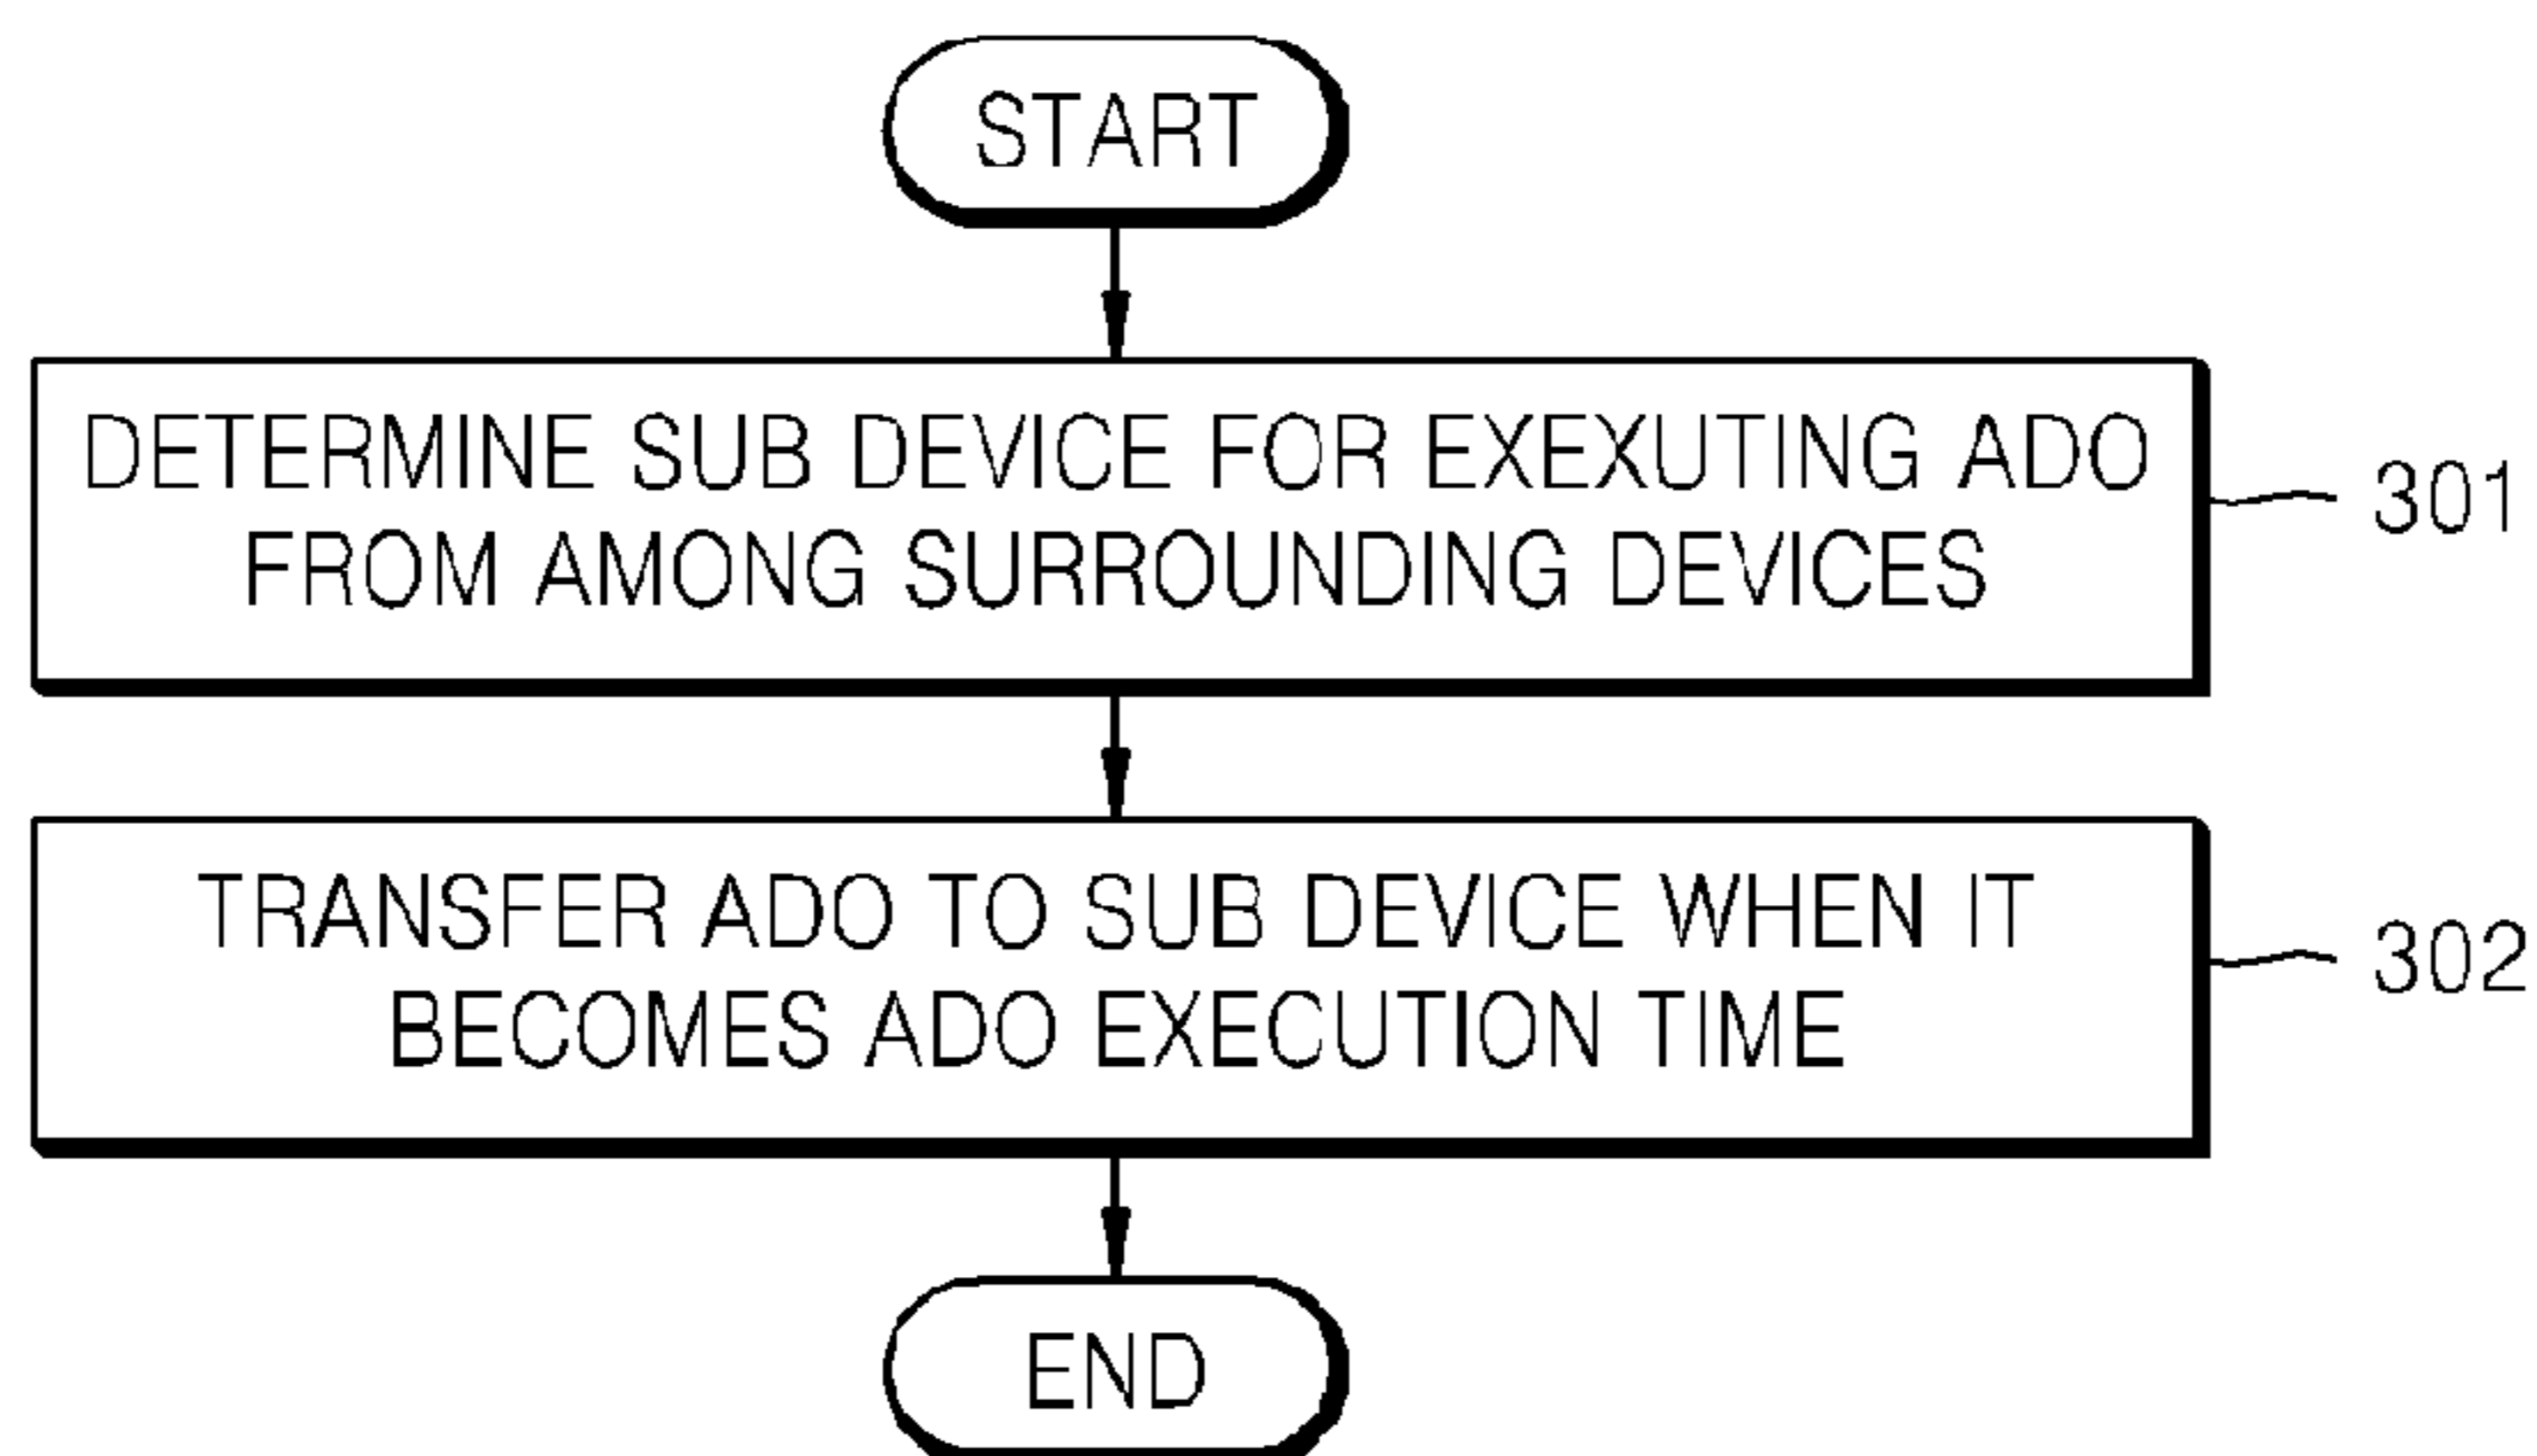 START
DETERMINE SUB DEVICE FOR EXEXUTING ADO
FROM AMONG SURROUNDING DEVICES
301
TRANSFER ADO TO SUB DEVICE WHEN IT
BECOMES ADO EXECUTION TIME
302
END